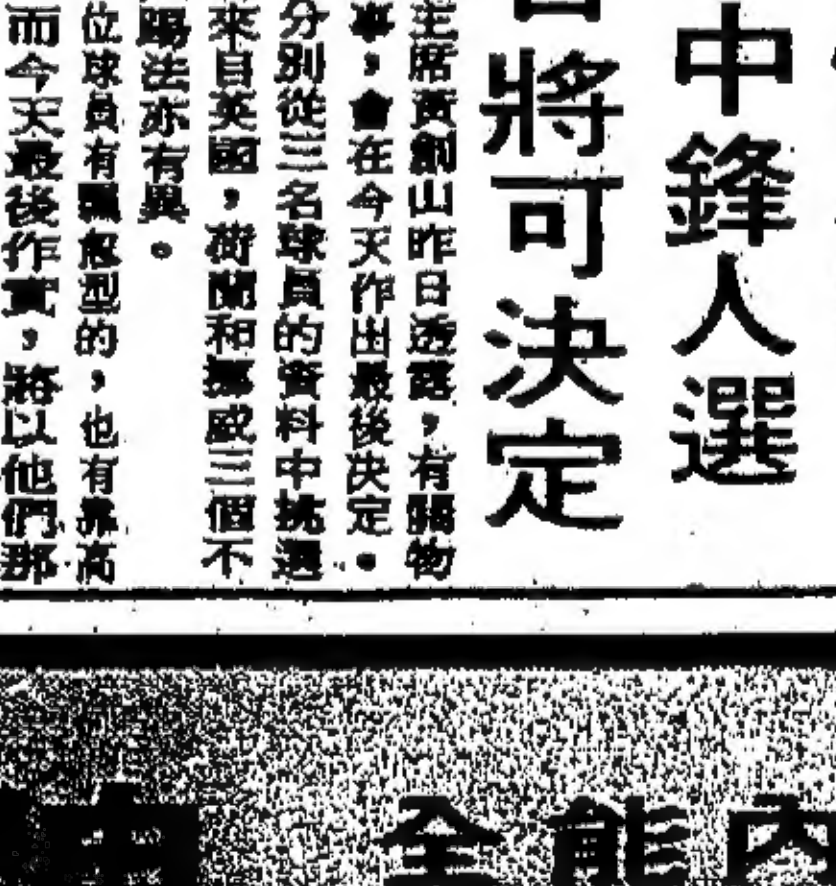 中鋒人選
將可決定
主席黃創山昨日透露，有關物
事，會在今天作出最後決定。
分別從三名球員的資料中挑選
來自英國，荷蘭和挪威三個不
踢法亦有異。
位球員有飄忽型的，也有靠高
而今天最後作實，將以他們那
全能內